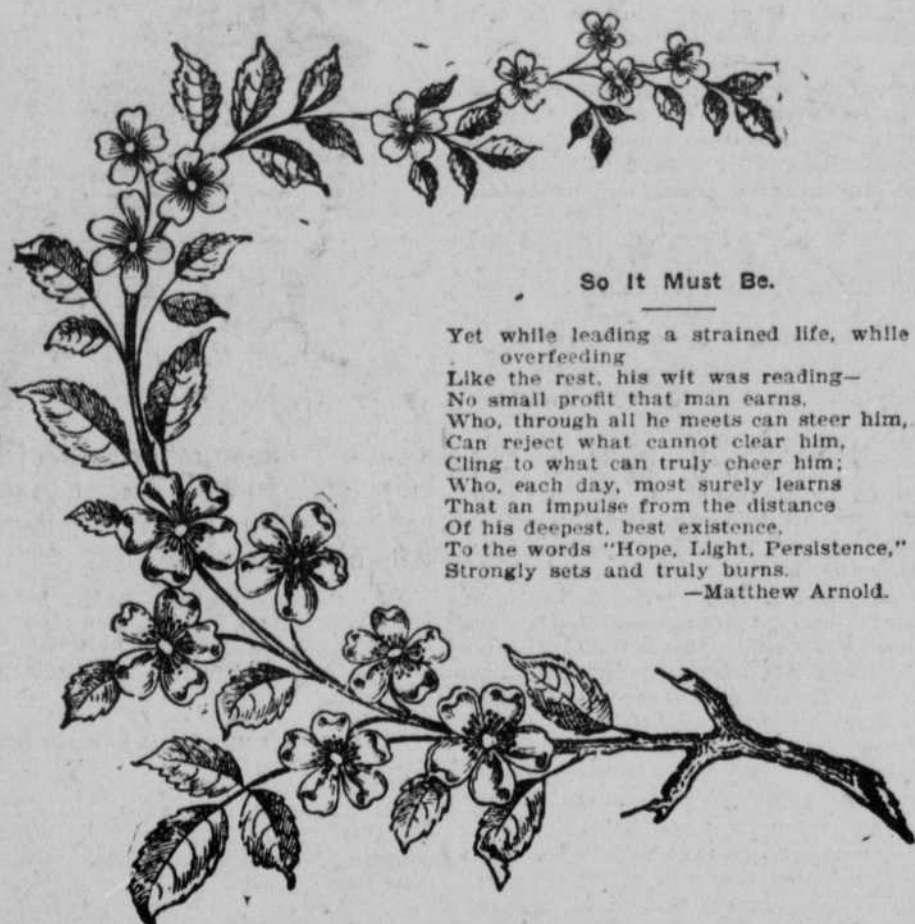 So It Must Be.
Yet while leading a strained life, while
overfeeding
Like the rest, his wit was reading—
No small profit that man earns,
Who, through all he meets can steer him,
Can reject what cannot clear him,
Cling to what can truly cheer him;
Who, each day, most surely learns
That an impulse from the distance
Of his deepest, best existence,
To the words "Hope, Light, Persistence,"
Strongly sets and truly burns.
—Matthew Arnold.